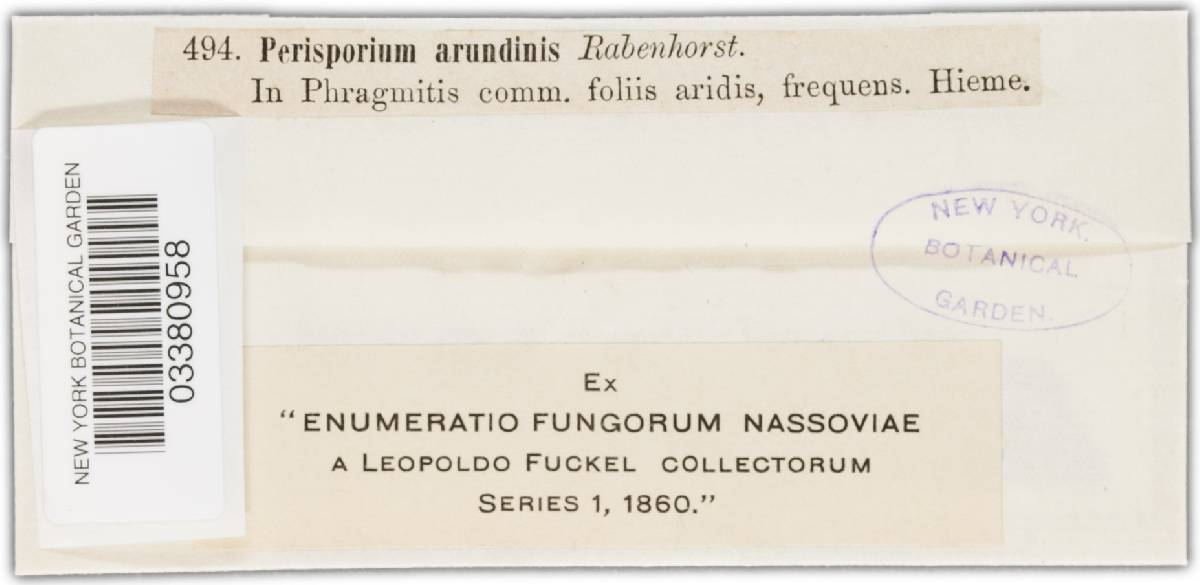 494. Perisporium arundinis Rabenhorst.
In Phragmitis comm. foliis aridis, frequens. Hieme.
NEW YORK BOTANICAL GARDEN
03380958
NEW YORK.
BOTANICAL
GARDEN.
Ex
"ENUMERATIO FUNGORUM NASSOVIAE
A LEOPOLDO FUCKEL COLLECTORUM
SERIES 1, 1860."